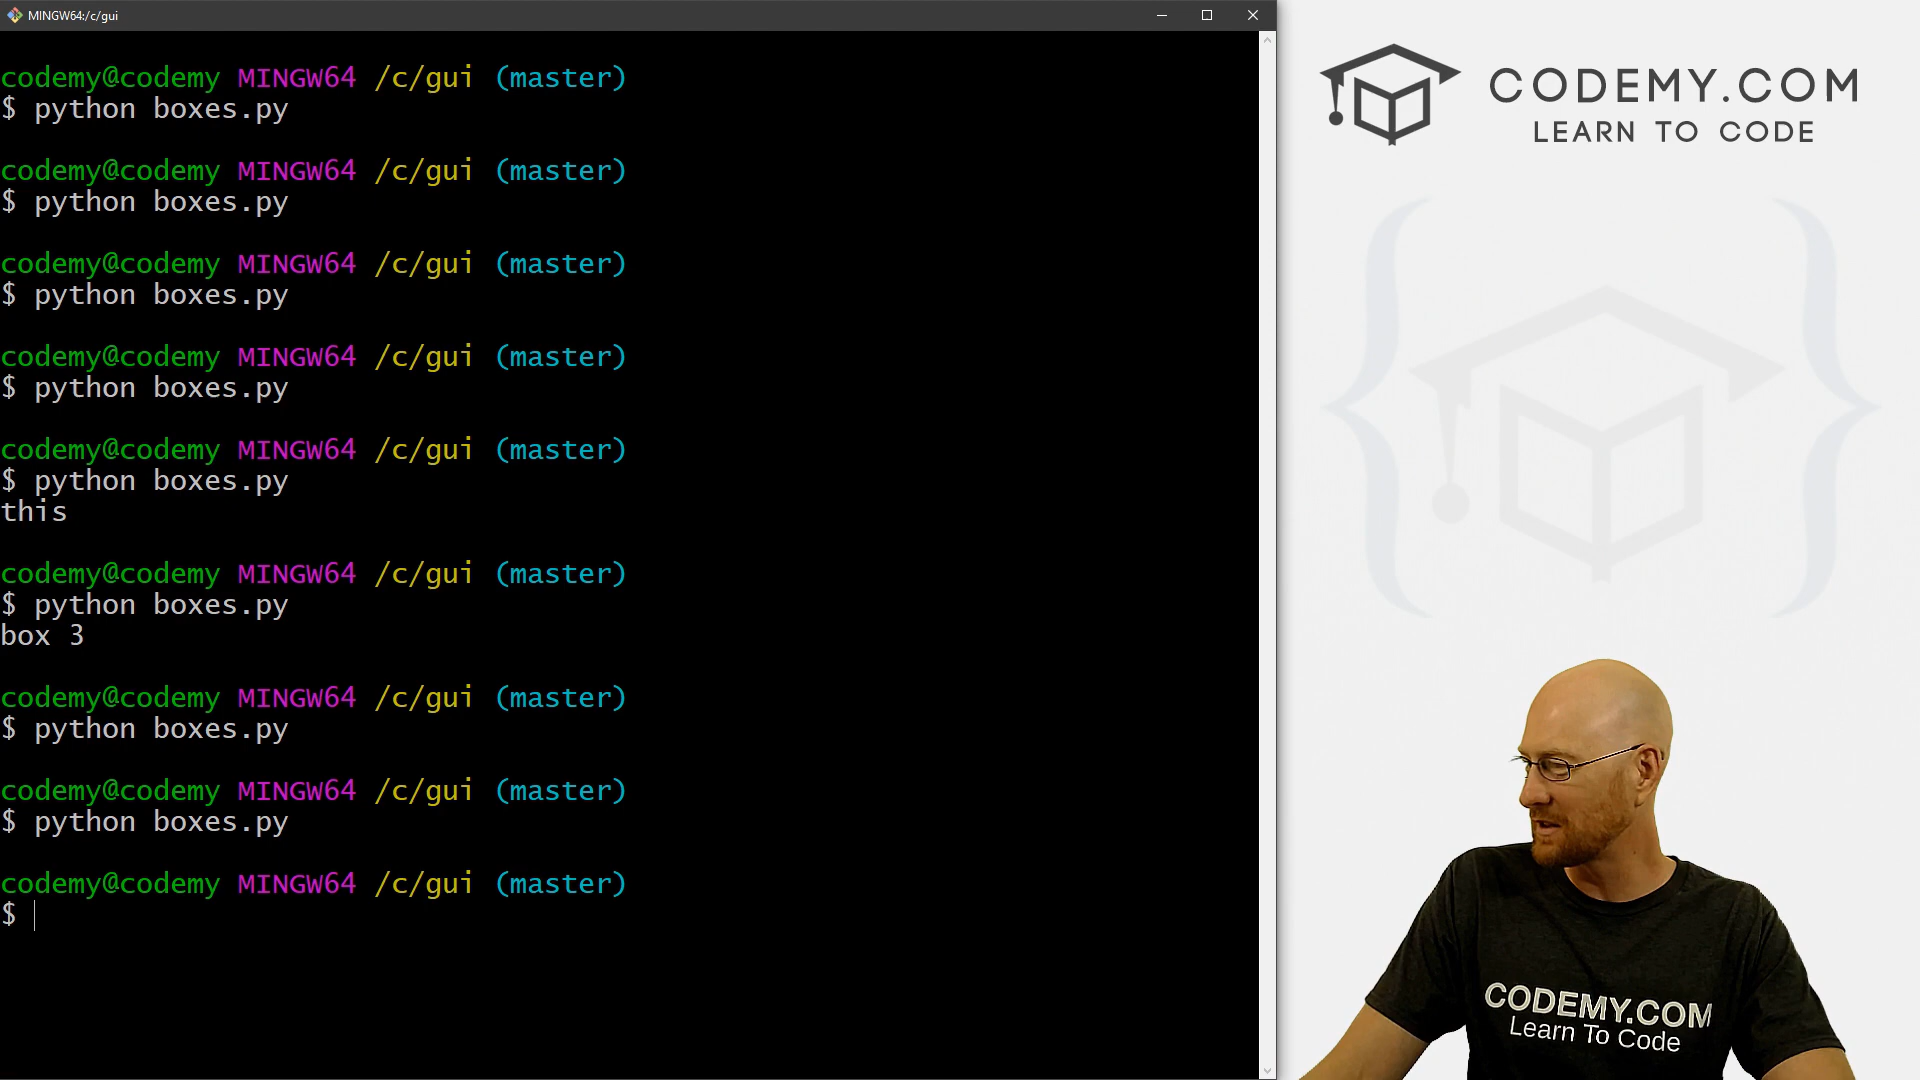 MINGW64:/c/gui
codemy@codemy MINGW64 /c/gui (master)
$ python boxes.py
codemy@codemy MINGW64 /c/gui (master)
$ python boxes.py
codemy@codemy MINGW64 /c/gui (master)
$ python boxes.py
codemy@codemy MINGW64 /c/gui (master)
$ python boxes.py
codemy@codemy MINGW64 /c/gui (master)
$ python boxes.py
this
codemy@codemy MINGW64 /c/gui (master)
$ python boxes.py
box 3
codemy@codemy MINGW64 /c/gui (master)
$ python boxes.py
codemy@codemy MINGW64 /c/gui (master)
$ python boxes.py
codemy@codemy MINGW64 /c/gui (master)
$
CODEMY.COM
LEARN TO CODE
CODEMY.COM
Learn To Code